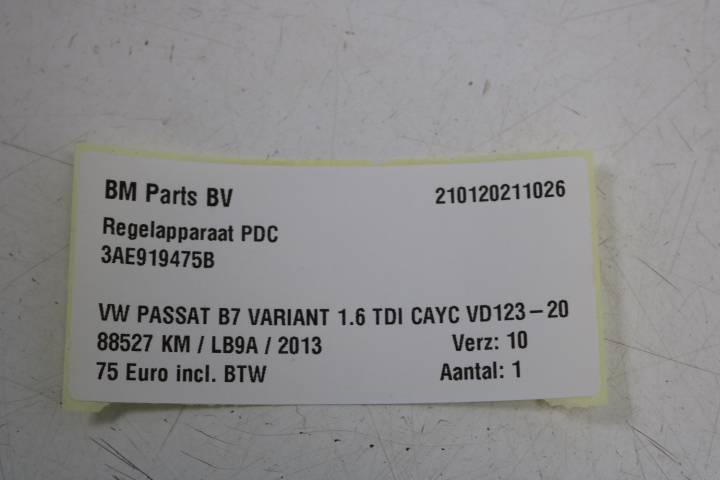 BM Parts BV 210120211026
Regelapparaat PDC
3AE919475B
VW PASSAT B7 VARIANT 1.6 TDI CAYC VD123-20
88527 KM / LB9A / 2013 Verz: 10
75 Euro incl. BTW Aantal: 1